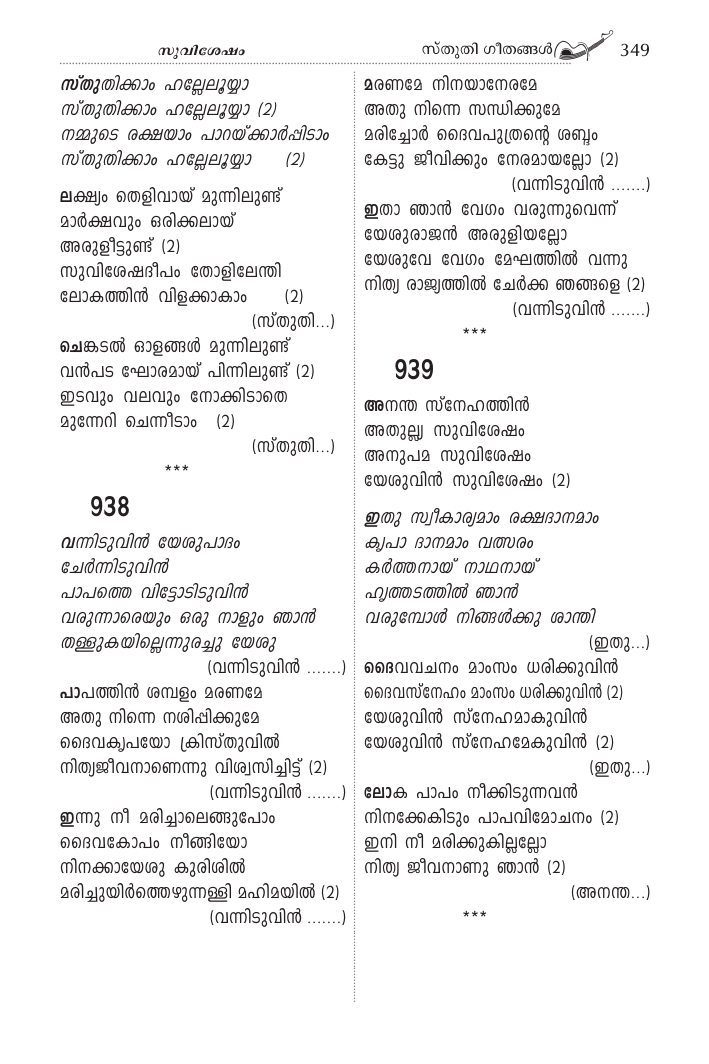 സുവിശേഷം
സ്തുതി ഗീതങ്ങൾ 349
സ്തുതിക്കാം ഹല്ലേലൂയ്യാ
സ്തുതിക്കാം ഹല്ലേലൂയ്യാ (2)
നമ്മുടെ രക്ഷയാം പാറയ്ക്കാർപ്പിടാം
സ്തുതിക്കാം ഹല്ലേലൂയ്യാ (2)
ലക്ഷ്യം തെളിവായ് മുന്നിലുണ്ട്
മാർക്ഷവും ഒരിക്കലായ്
അരുളീട്ടുണ്ട് (2)
സുവിശേഷദീപം തോളിലേന്തി
ലോകത്തിൻ വിളക്കാകാം (2)
(സ്തുതി...)
ചെങ്കടൽ ഓളങ്ങൾ മുന്നിലുണ്ട്
വൻപട ഘോരമായ് പിന്നിലുണ്ട് (2)
ഇടവും വലവും നോക്കിടാതെ
മുന്നേറി ചെന്നീടാം (2)
(സ്തുതി...)
***
938
വന്നിടുവിൻ യേശുപാദം
ചേർന്നിടുവിൻ
പാപത്തെ വിട്ടോടിടുവിൻ
വരുന്നാരെയും ഒരു നാളും ഞാൻ
തള്ളുകയില്ലെന്നുരച്ചു യേശു
(വന്നിടുവിൻ .......)
പാപത്തിൻ ശമ്പളം മരണമേ
അതു നിന്നെ നശിപ്പിക്കുമേ
ദൈവകൃപയോ ക്രിസ്തുവിൽ
നിത്യജീവനാണെന്നു വിശ്വസിച്ചിട്ട് (2)
(വന്നിടുവിൻ .......)
ഇന്നു നീ മരിച്ചാലെങ്ങുപോം
ദൈവകോപം നീങ്ങിയോ
നിനക്കായേശു കുരിശിൽ
മരിച്ചുയിർത്തെഴുന്നള്ളി മഹിമയിൽ (2)
(വന്നിടുവിൻ .......)
മരണമേ നിനയാനേരമേ
അതു നിന്നെ സന്ധിക്കുമേ
മരിച്ചോർ ദൈവപുത്രന്റെ ശബ്ദം
കേട്ടു ജീവിക്കും നേരമായല്ലോ (2)
(വന്നിടുവിൻ .......)
ഇതാ ഞാൻ വേഗം വരുന്നുവെന്ന്
യേശുരാജൻ അരുളിയല്ലോ
യേശുവേ വേഗം മേഘത്തിൽ വന്നു
നിത്യ രാജ്യത്തിൽ ചേർക്ക ഞങ്ങളെ (2)
(വന്നിടുവിൻ .......)
***
939
അനന്ത സ്നേഹത്തിൻ
അതുല്ല്യ സുവിശേഷം
അനുപമ സുവിശേഷം
യേശുവിൻ സുവിശേഷം (2)
ഇതു സ്വീകാര്യമാം രക്ഷദാനമാം
കൃപാ ദാനമാം വത്സരം
കർത്തനായ് നാഥനായ്
ഹൃത്തടത്തിൽ ഞാൻ
വരുമ്പോൾ നിങ്ങൾക്കു ശാന്തി
(ഇതു...)
ദൈവവചനം മാംസം ധരിക്കുവിൻ
ദൈവസ്നേഹം മാംസം ധരിക്കുവിൻ (2)
യേശുവിൻ സ്നേഹമാകുവിൻ
യേശുവിൻ സ്നേഹമേകുവിൻ (2)
(ഇതു...)
ലോക പാപം നീക്കിടുന്നവൻ
നിനക്കേകിടും പാപവിമോചനം (2)
ഇനി നീ മരിക്കുകില്ലല്ലോ
നിത്യ ജീവനാണു ഞാൻ (2)
(അനന്ത...)
***